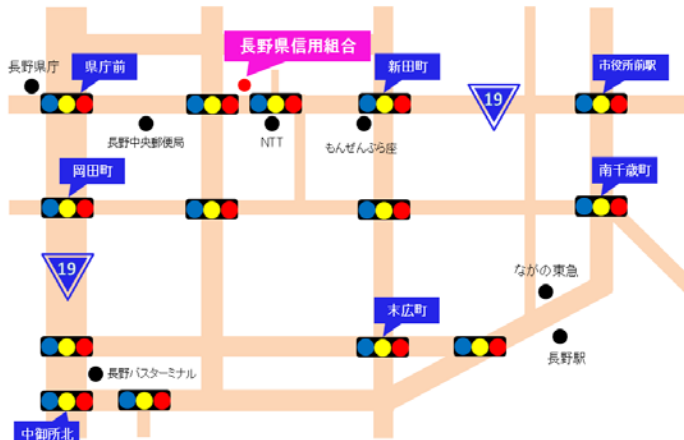 長野県信用組合
長野県庁
県庁前
新田町
市役所前駅
19
長野中央郵便局
NTT
もんぜんぷら座
岡田町
南千歳町
19
ながの東急
末広町
長野駅
長野バスターミナル
中御所北